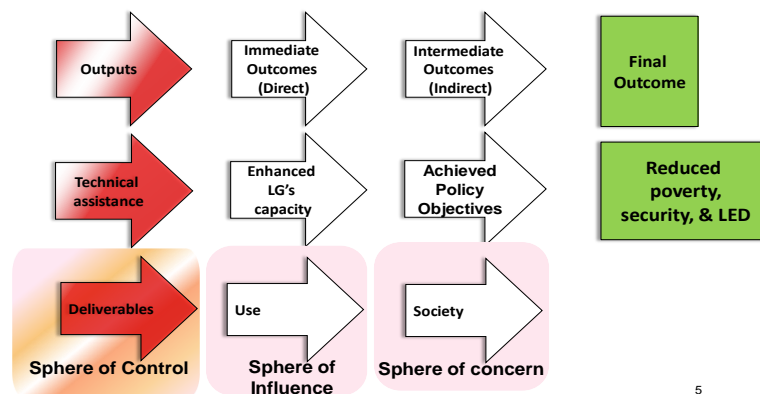 Outputs
Immediate
Outcomes
(Direct)
Intermediate
Outcomes
(Indirect)
Final
Outcome
Technical
assistance
Enhanced
LG's
capacity
Achieved
Policy
Objectives
Reduced
poverty,
security, & LED
Deliverables
Use
Society
Sphere of Control
Sphere of
Influence
Sphere of concern
5